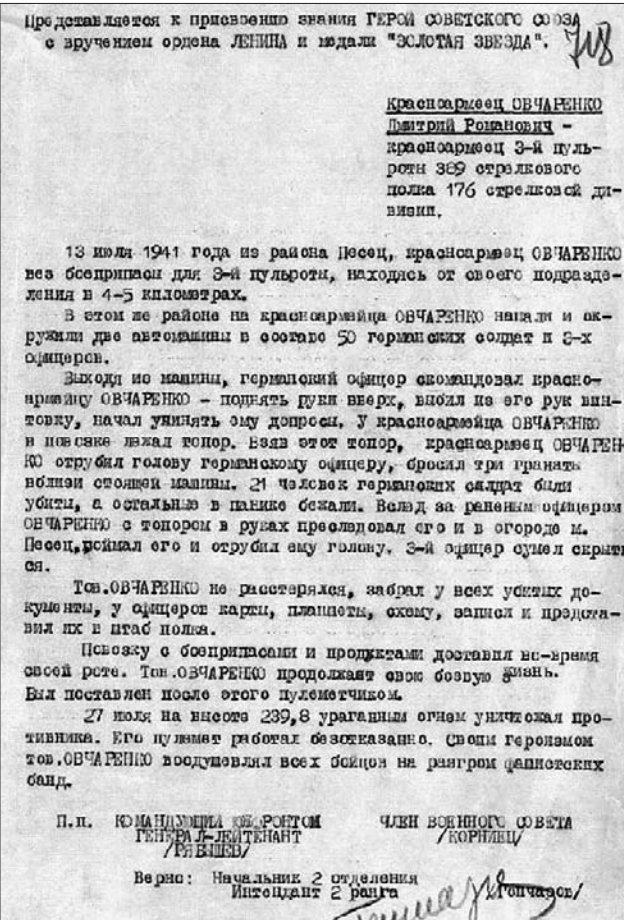 Представляется к присвоению звания ГЕРОЙ СОВЕТСКОГО СОЮЗА
с вручением ордена ЛЕНИНА и медали "ЗОЛОТАЯ ЗВЕЗДА".
718
Красноармеец ОВЧАРЕНКО
Дмитрий Романович –
красноармеец 3-й пуль-
роты 389 стрелкового
полка 176 стрелковой ди-
визии.
13 июля 1941 года из района Песец, красноармеец ОВЧАРЕНКО
вез боеприпасы для 3-й пульроты, находясь от своего подразде-
ления в 4-5 километрах.
В этом же районе на красноармейца ОВЧАРЕНКО напали и ок-
ружили две автомашины в составе 50 германских солдат и 3-х
офицеров.
Выходя из машины, германский офицер скомандовал красно-
армейцу ОВЧАРЕНКО – поднять руки вверх, выбил из его рук вин-
товку, начал учинять ему допросы. У красноармейца ОВЧАРЕНКО
в повозке лежал топор. Взяв этот топор, красноармеец ОВЧАРЕН-
КО отрубил голову германскому офицеру, бросил три гранаты
вблизи стоящей машины. 21 человек германских солдат были
убиты, а остальные в панике бежали. Вслед за раненым офицером
ОВЧАРЕНКО с топором в руках преследовал его и в огороде м.
Песец, поймал его и отрубил ему голову. 3-й офицер сумел скрыть
ся.
Тов.ОВЧАРЕНКО не расстерялся, забрал у всех убитых до-
кументы, у офицеров карты, планшеты, схему, записи и предста-
вил их в штаб полка.
Повозку с боеприпасами и продуктами доставил во-время
своей роте. Тов.ОВЧАРЕНКО продолжает свою боевую жизнь.
Был поставлен после этого пулеметчиком.
27 июля на высоте 239,8 ураганным огнем уничтожая про-
тивника. Его пулемет работал безотказанно. Своим героизмом
тов.ОВЧАРЕНКО воодушевлял всех бойцов на разгром фашистских
банд.
П.п. КОМАНДУЮЩИЙ ЮЖФРОНТОМ ЧЛЕН ВОЕННОГО СОВЕТА
ГЕНЕРАЛ-ЛЕЙТЕНАНТ /КОРНИЕЦ/
/РЯБЫШЕВ/
Верно: Начальник 2 отделения
Интендант 2 ранга /Гончаров/